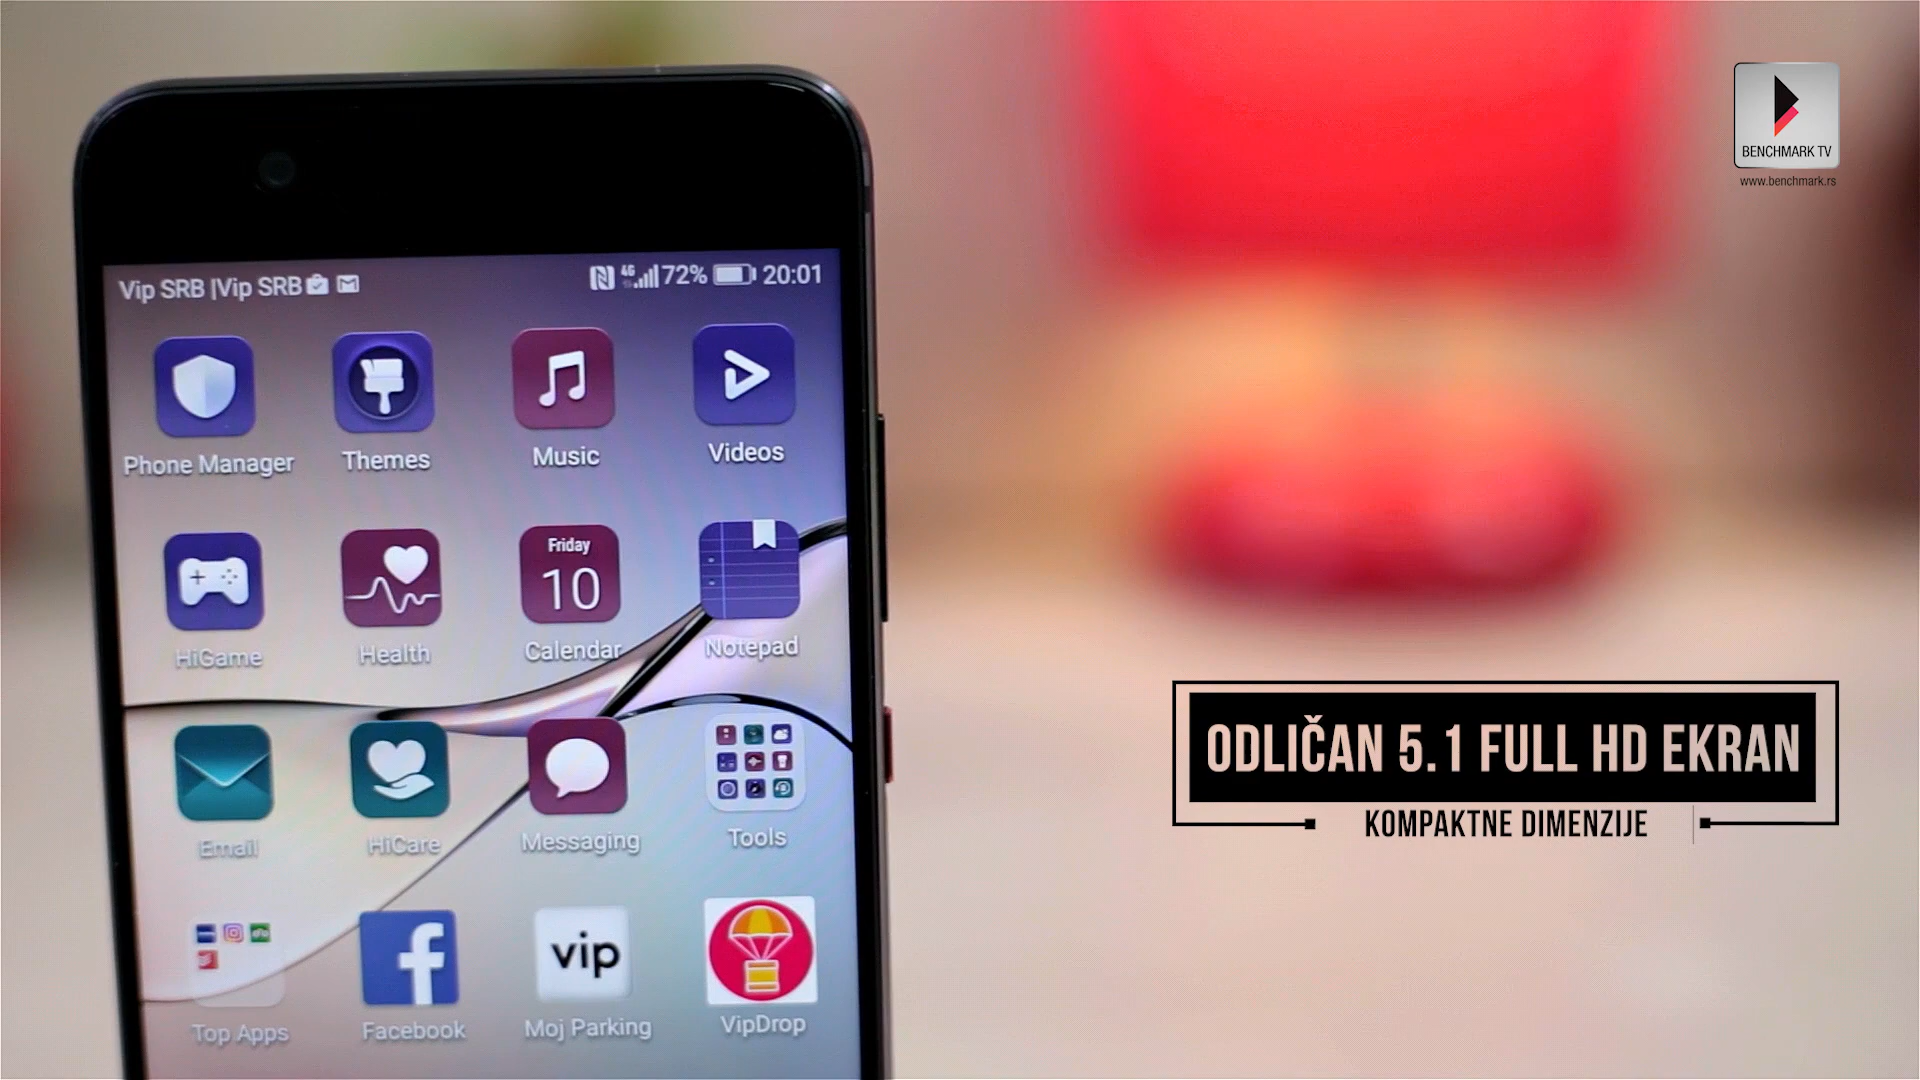 Vip SRB |Vip SRB
4G 72% 20:01
Phone Manager
Themes
Music
Videos
Friday
10
HiGame
Health
Calendar
Notepad
Email
HiCare
Messaging
Tools
vip
Top Apps
Facebook
Moj Parking
VipDrop
BENCHMARK TV
www.benchmark.rs
ODLIČAN 5.1 FULL HD EKRAN
KOMPAKTNE DIMENZIJE